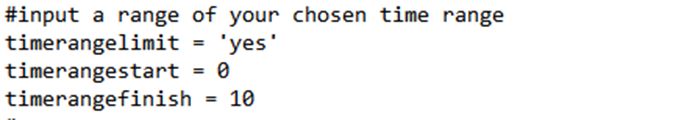 #input a range of your chosen time range
timerangelimit = 'yes'
timerangestart = 0
timerangefinish = 10